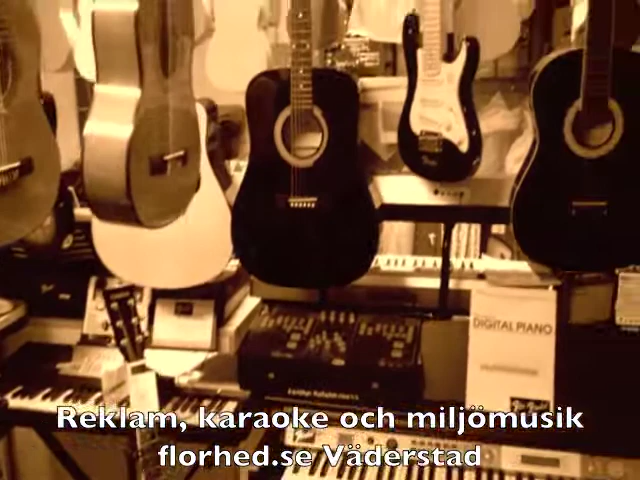 DIGITAL PIANO
Reklam, karaoke och miljömusik
florhed.se Väderstad